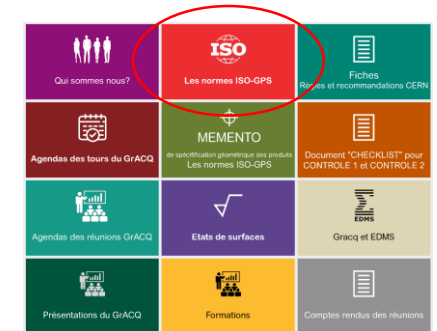 Qui sommes nous?
ISO
Les normes ISO-GPS
Fiches
Règles et recommandations CERN
Agendas des tours du GrACQ
MEMENTO
de spécification géométrique des produits
Les normes ISO-GPS
Document "CHECKLIST" pour
CONTROLE 1 et CONTROLE 2
Agendas des réunions GrACQ
Etats de surfaces
EDMS
Gracq et EDMS
Présentations du GrACQ
Formations
Comptes rendus des réunions